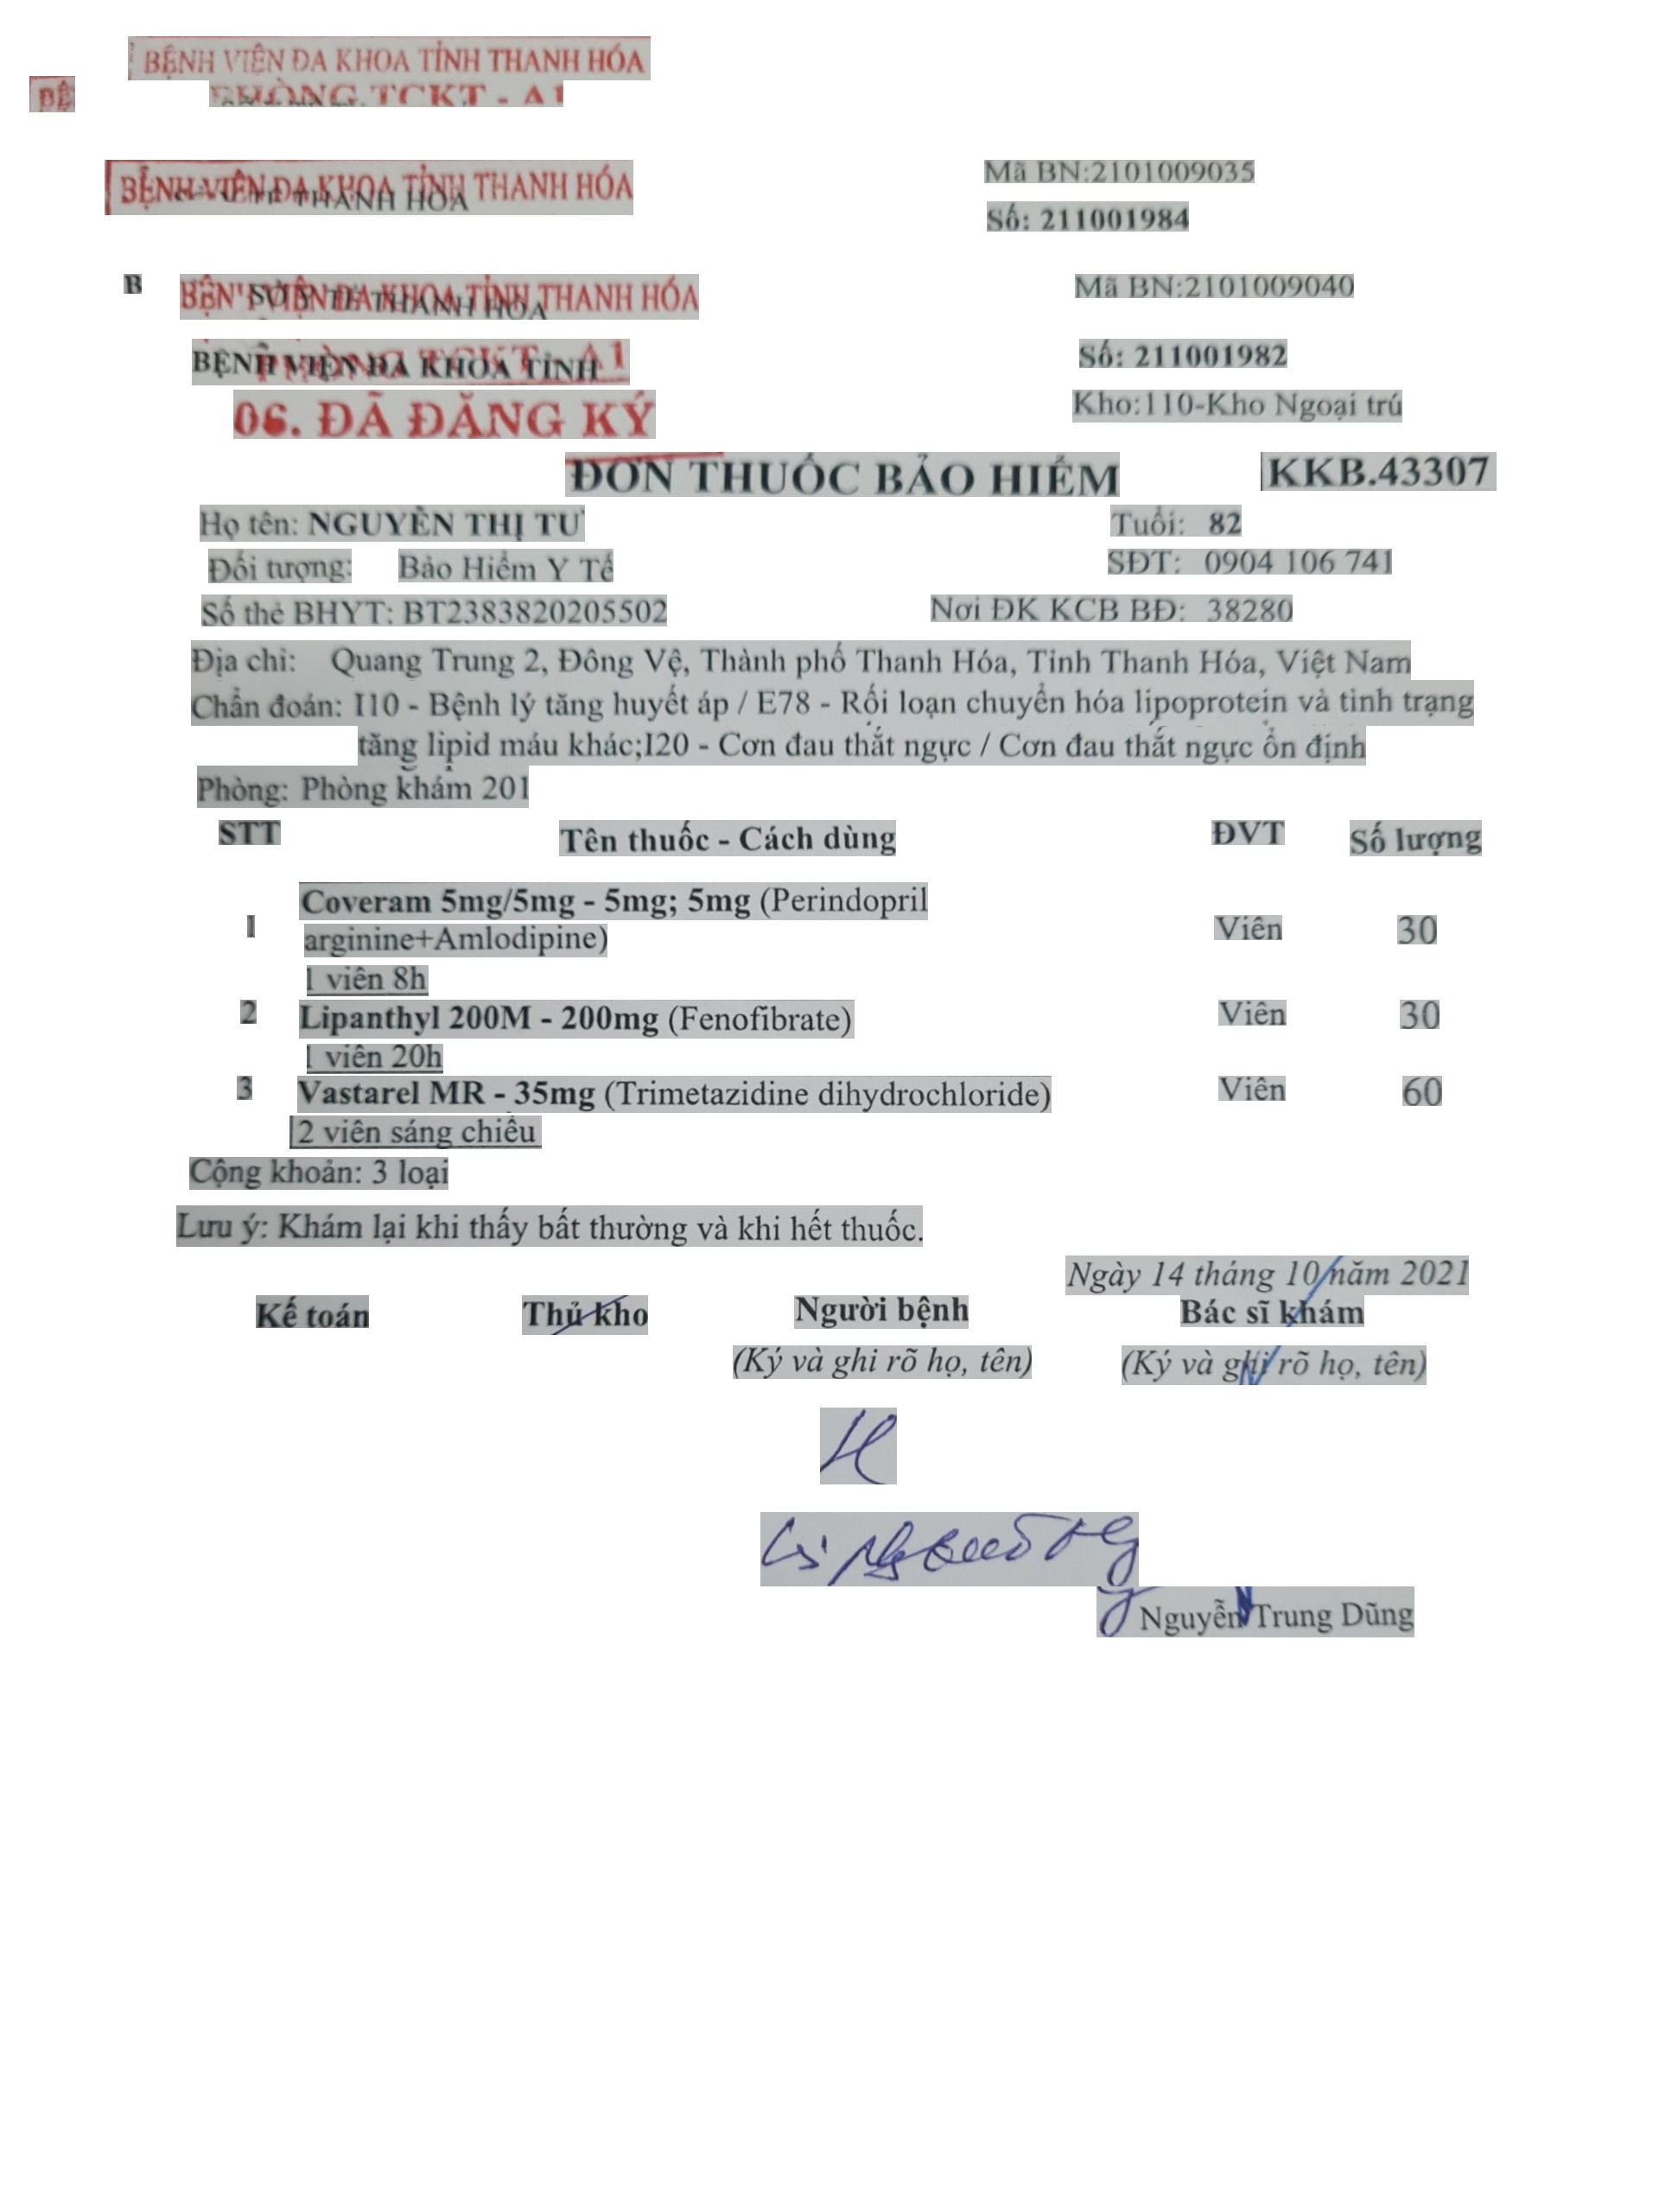 BỆNH VIỆN ĐA KHOA TỈNH THANH HÓA
BỆ
PHÒNG TCKT - A1
BỆNH VIỆN ĐA KHOA TỈNH THANH HÓA Mã BN:2101009035
THANH HÓA
Số: 211001984
B BỆN VIỆN ĐA KHOA TỈNH THANH HÓA Mã BN:2101009040
SỞ Y TẾ THANH HÓA
BỆNH VIỆN ĐA KHOA TỈNH Số: 211001982
PHÒNG TCKT - A1
06. ĐÃ ĐĂNG KÝ Kho:110-Kho Ngoại trú
ĐƠN THUỐC BẢO HIỂM KKB.43307
Họ tên: NGUYỄN THỊ TƯ Tuổi: 82
Đối tượng: Bảo Hiểm Y Tế SĐT: 0904 106 741
Số thẻ BHYT: BT2383820205502 Nơi ĐK KCB BĐ: 38280
Địa chỉ: Quang Trung 2, Đông Vệ, Thành phố Thanh Hóa, Tỉnh Thanh Hóa, Việt Nam
Chẩn đoán: I10 - Bệnh lý tăng huyết áp / E78 - Rối loạn chuyển hóa lipoprotein và tình trạng
tăng lipid máu khác;I20 - Cơn đau thắt ngực / Cơn đau thắt ngực ổn định
Phòng: Phòng khám 201
STT Tên thuốc - Cách dùng ĐVT Số lượng
1 Coveram 5mg/5mg - 5mg; 5mg (Perindopril
arginine+Amlodipine) Viên 30
1 viên 8h
2 Lipanthyl 200M - 200mg (Fenofibrate) Viên 30
1 viên 20h
3 Vastarel MR - 35mg (Trimetazidine dihydrochloride) Viên 60
2 viên sáng chiều
Cộng khoản: 3 loại
Lưu ý: Khám lại khi thấy bất thường và khi hết thuốc.
Ngày 14 tháng 10 năm 2021
Kế toán Thủ kho Người bệnh Bác sĩ khám
(Ký và ghi rõ họ, tên) (Ký và ghi rõ họ, tên)
Nguyễn Trung Dũng